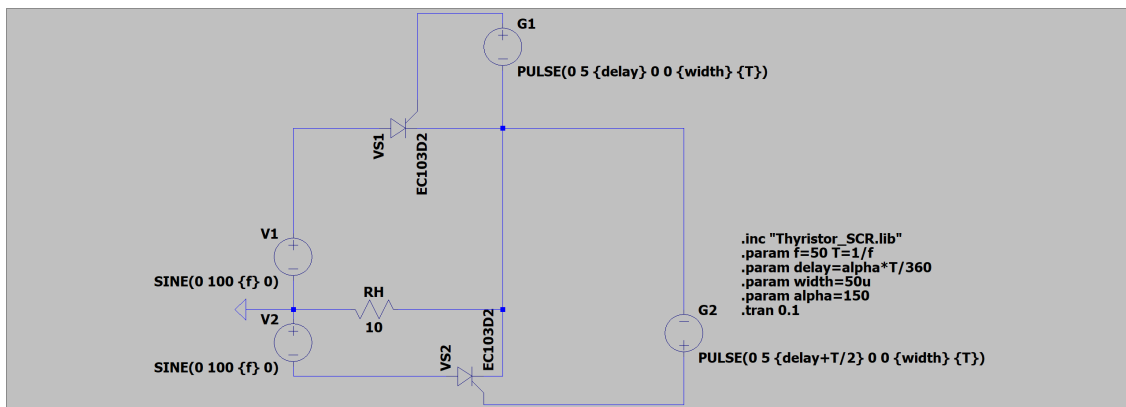 G1
PULSE(0 5 {delay} 0 0 {width} {T})
VS1
EC103D2
V1
SINE(0 100 {f} 0)
RH
10
V2
SINE(0 100 {f} 0)
VS2
EC103D2
.inc "Thyristor_SCR.lib"
.param f=50 T=1/f
.param delay=alpha*T/360
.param width=50u
.param alpha=150
.tran 0.1
G2
PULSE(0 5 {delay+T/2} 0 0 {width} {T})